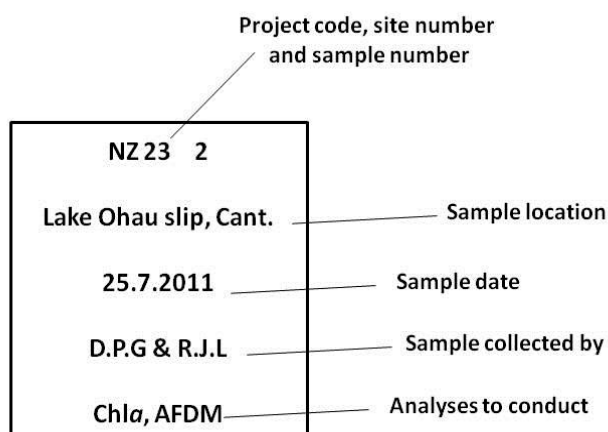 Project code, site number
and sample number
NZ 23 2
Lake Ohau slip, Cant.
Sample location
25.7.2011
Sample date
D.P.G & R.J.L
Sample collected by
Chla, AFDM
Analyses to conduct